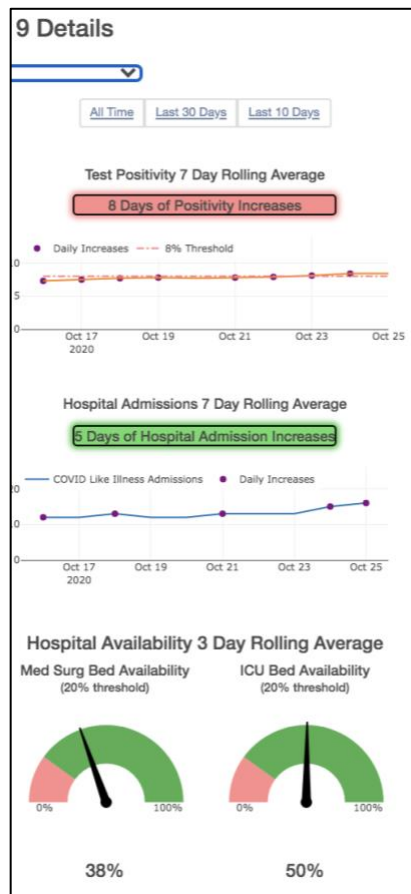 9 Details
All Time Last 30 Days Last 10 Days
Test Positivity 7 Day Rolling Average
8 Days of Positivity Increases
Daily Increases 8% Threshold
10
5
0
Oct 17 Oct 19 Oct 21 Oct 23 Oct 25
2020
Hospital Admissions 7 Day Rolling Average
5 Days of Hospital Admission Increases
COVID Like Illness Admissions Daily Increases
20
10
0
Oct 17 Oct 19 Oct 21 Oct 23 Oct 25
2020
Hospital Availability 3 Day Rolling Average
Med Surg Bed Availability ICU Bed Availability
(20% threshold) (20% threshold)
0% 100% 0% 100%
38% 50%